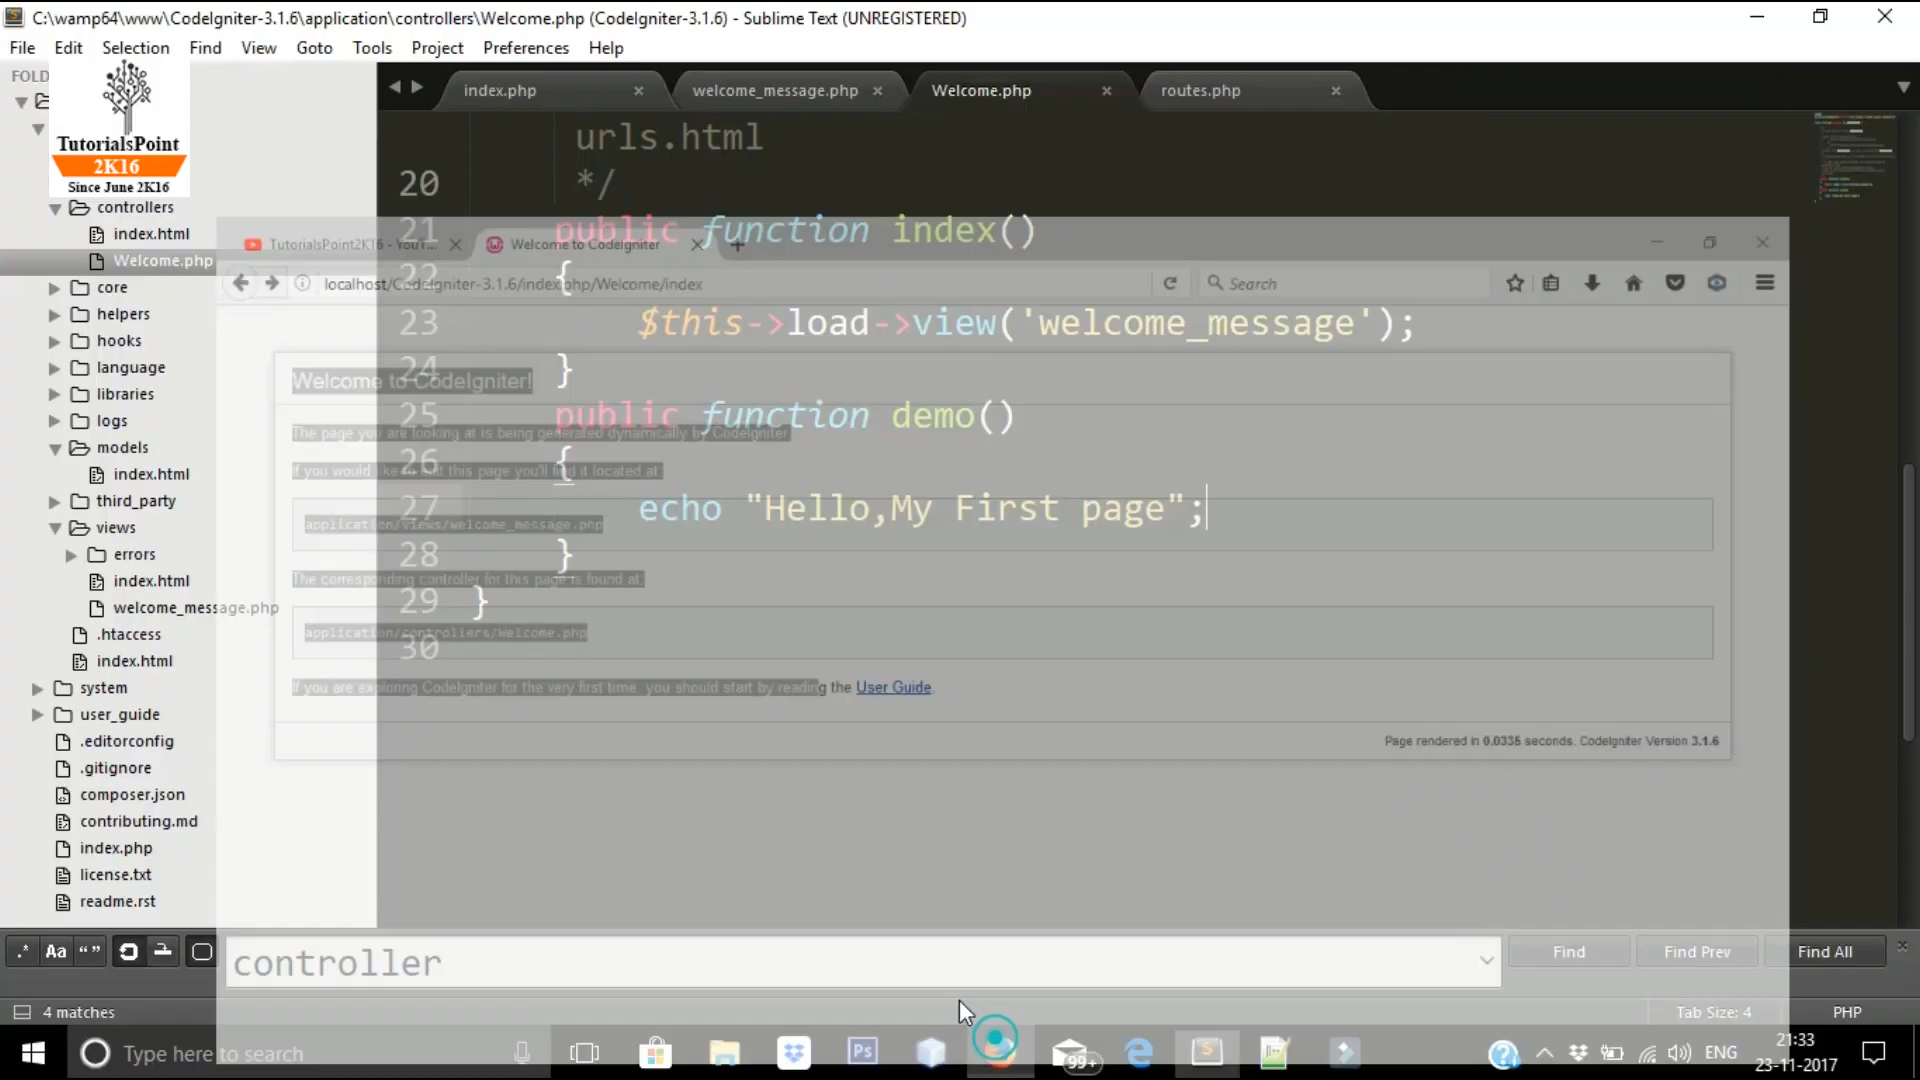 C:\wamp64\www\CodeIgniter-3.1.6\application\controllers\Welcome.php (CodeIgniter-3.1.6) - Sublime Text (UNREGISTERED)
File Edit Selection Find View Goto Tools Project Preferences Help
FOLD
TutorialsPoint
2K16
Since June 2K16
controllers
index.html
Welcome.php
core
helpers
hooks
language
libraries
logs
models
index.html
third_party
views
errors
index.html
welcome_message.php
.htaccess
index.html
system
user_guide
.editorconfig
.gitignore
composer.json
contributing.md
index.php
license.txt
readme.rst
index.php welcome_message.php Welcome.php routes.php
urls.html
20 */
21 public function index()
22 {
23 $this->load->view('welcome_message');
24 }
25 public function demo()
26 {
27 echo "Hello,My First page";
28 }
29 }
30
TutorialsPoint2K16 - YouT... Welcome to CodeIgniter
localhost/CodeIgniter-3.1.6/index.php/Welcome/index
Search
Welcome to CodeIgniter!
The page you are looking at is being generated dynamically by CodeIgniter.
If you would like to edit this page you'll find it located at:
application/views/welcome_message.php
The corresponding controller for this page is found at:
application/controllers/Welcome.php
If you are exploring CodeIgniter for the very first time, you should start by reading the User Guide.
Page rendered in 0.0335 seconds. CodeIgniter Version 3.1.6
.* Aa “ ”
controller
Find Find Prev Find All
4 matches
Tab Size: 4 PHP
Type here to search
Ps
99+
ENG
21:33
23-11-2017